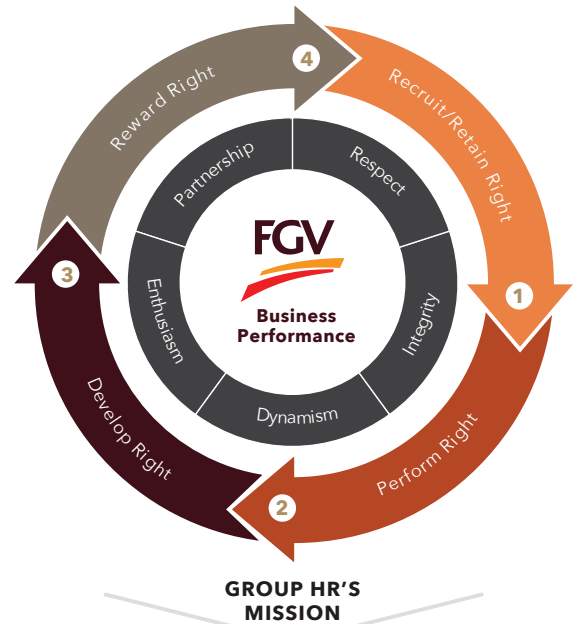 4
Reward Right
Recruit/Retain Right
1
Perform Right
2
Develop Right
3
Partnership
Respect
Integrity
Dynamism
Enthusiasm
FGV
Business
Performance
GROUP HR'S
MISSION